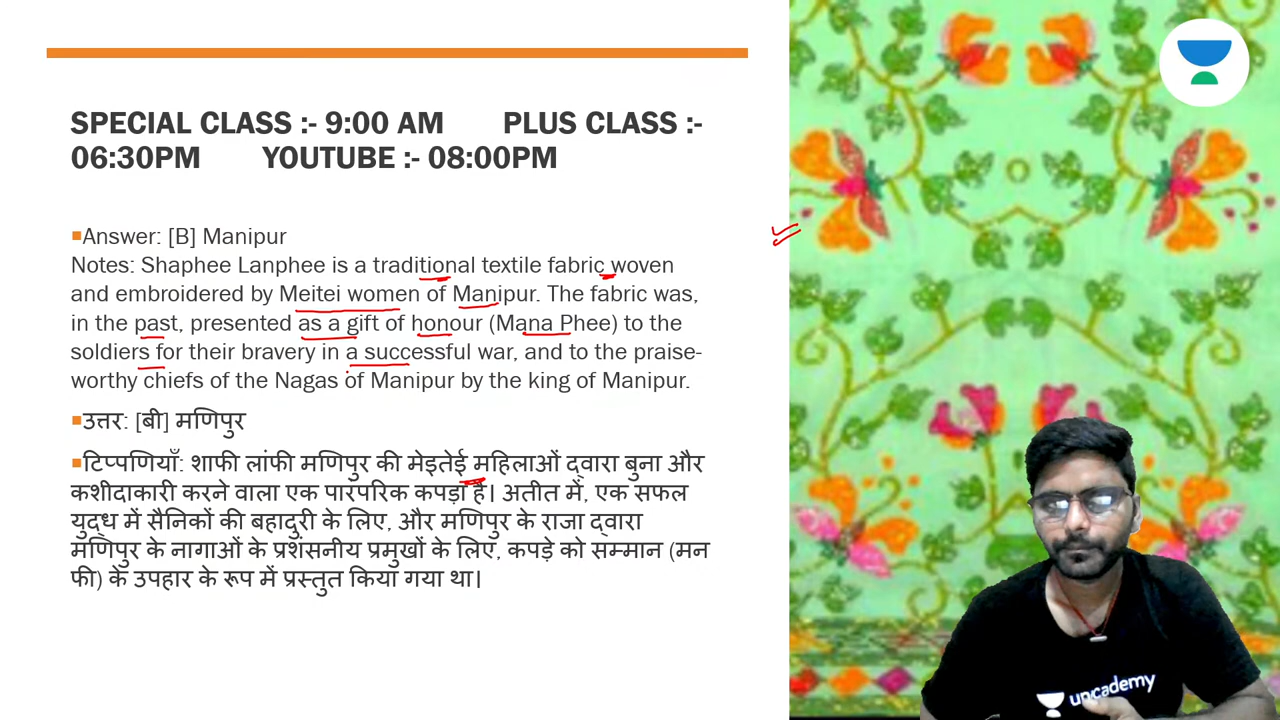 SPECIAL CLASS :- 9:00 AM PLUS CLASS :-
06:30PM YOUTUBE :- 08:00PM
Answer: [B] Manipur
Notes: Shaphee Lanphee is a traditional textile fabric woven
and embroidered by Meitei women of Manipur. The fabric was,
in the past, presented as a gift of honour (Mana Phee) to the
soldiers for their bravery in a successful war, and to the praise-
worthy chiefs of the Nagas of Manipur by the king of Manipur.
उत्तर: [बी] मणिपुर
टिप्पणियाँ: शाफी लांफी मणिपुर की मेइतेई महिलाओं द्वारा बुना और
कशीदाकारी करने वाला एक पारंपरिक कपड़ा है। अतीत में, एक सफल
युद्ध में सैनिकों की बहादुरी के लिए, और मणिपुर के राजा द्वारा
मणिपुर के नागाओं के प्रशंसनीय प्रमुखों के लिए, कपड़े को सम्मान (मन
फी) के उपहार के रूप में प्रस्तुत किया गया था।
unacademy